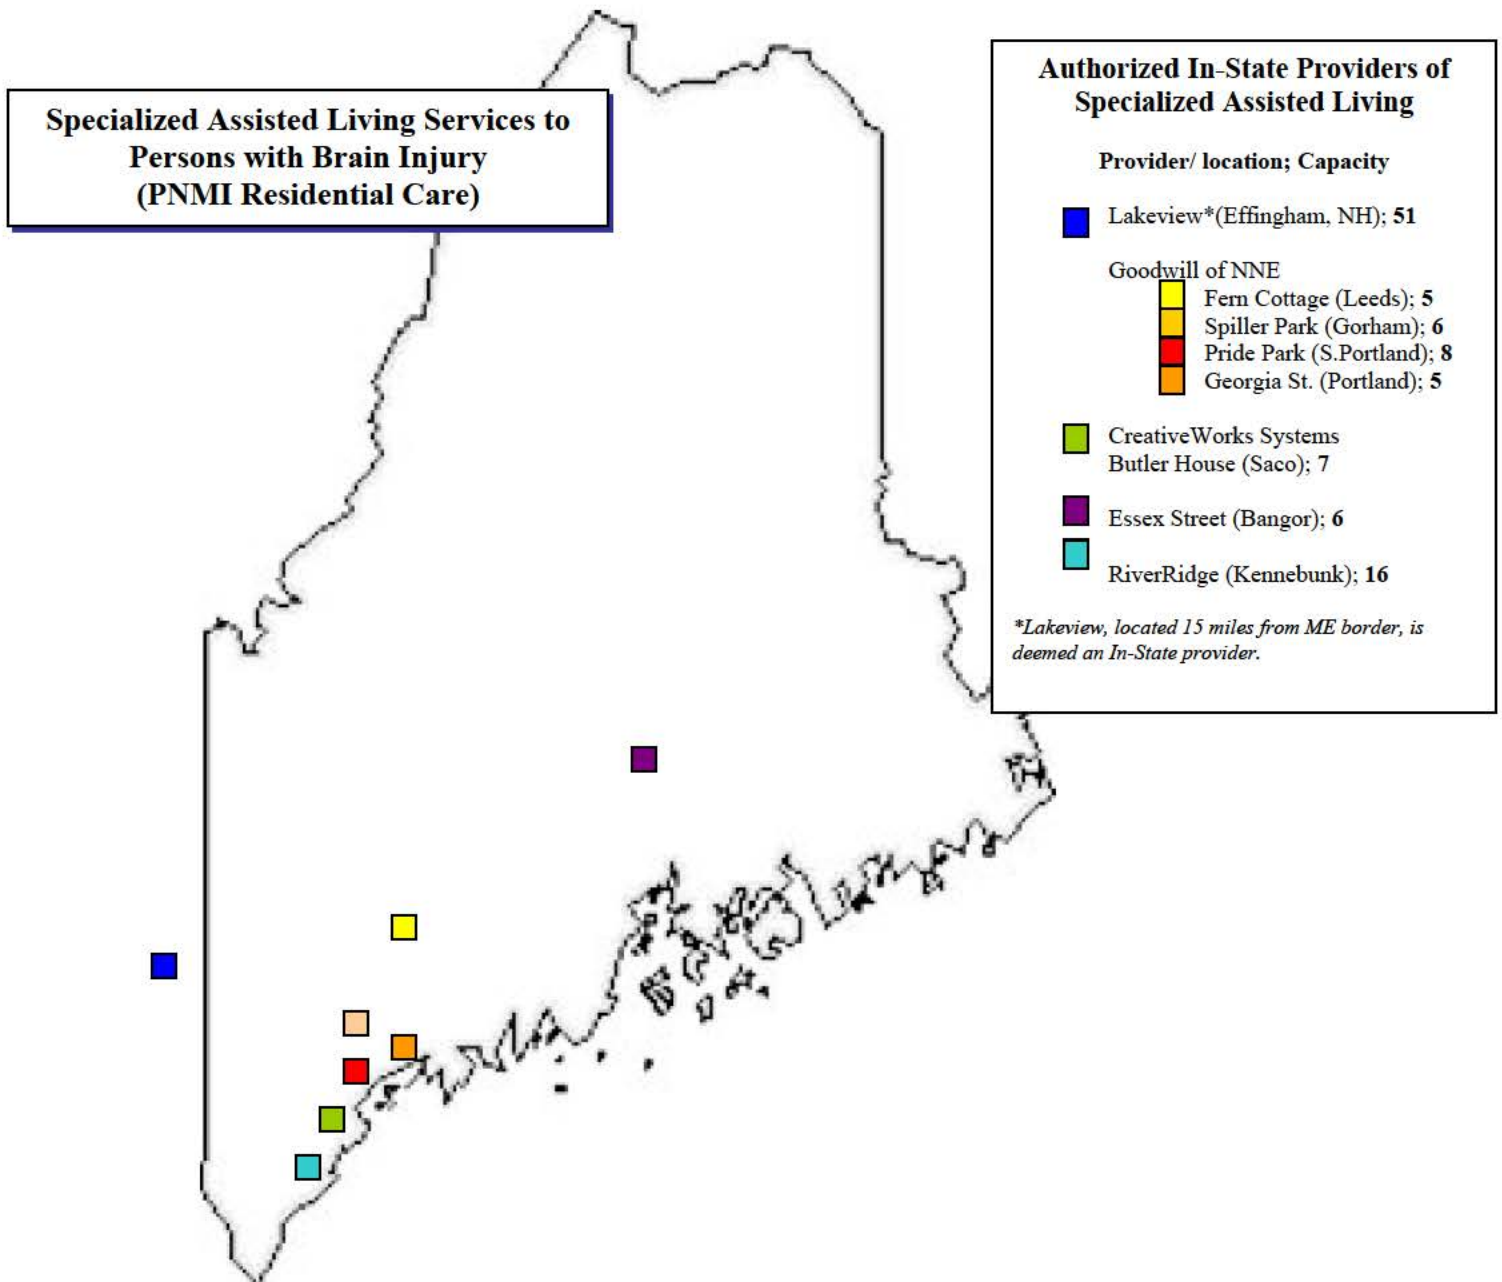 Specialized Assisted Living Services to
Persons with Brain Injury
(PNMI Residential Care)
Authorized In-State Providers of
Specialized Assisted Living
Provider/ location; Capacity
Lakeview*(Effingham, NH); 51
Goodwill of NNE
Fern Cottage (Leeds); 5
Spiller Park (Gorham); 6
Pride Park (S.Portland); 8
Georgia St. (Portland); 5
CreativeWorks Systems
Butler House (Saco); 7
Essex Street (Bangor); 6
RiverRidge (Kennebunk); 16
*Lakeview, located 15 miles from ME border, is
deemed an In-State provider.